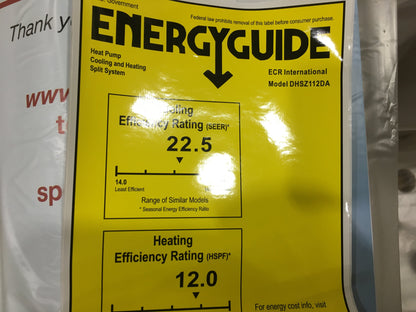 Government
Federal law prohibits removal of this label before consumer purchase.
Thank
ENERGYGUIDE
Heat Pump
Cooling and Heating
Split System
ECR International
Model DHSZ112DA
www
Efficiency Rating (SEER)*
22.5
14.0
Least Efficient
Range of Similar Models
* Seasonal Energy Efficiency Ratio
Heating
Efficiency Rating (HSPF)*
12.0
For energy cost info, visit